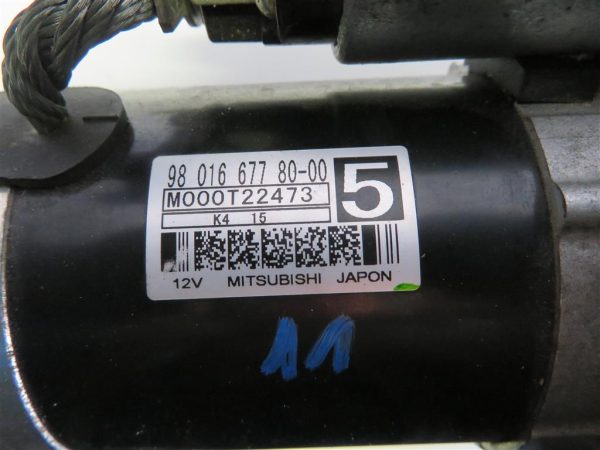 98 016 677 80-00
M000T22473
5
K4 15
12V MITSUBISHI JAPON
11